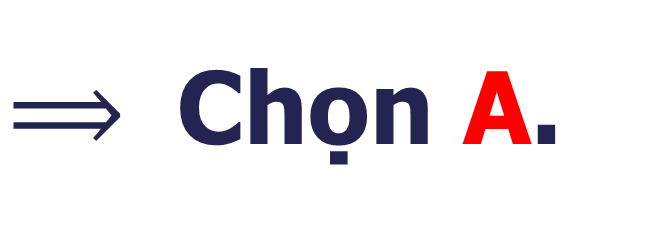 ⇒ Chọn A.